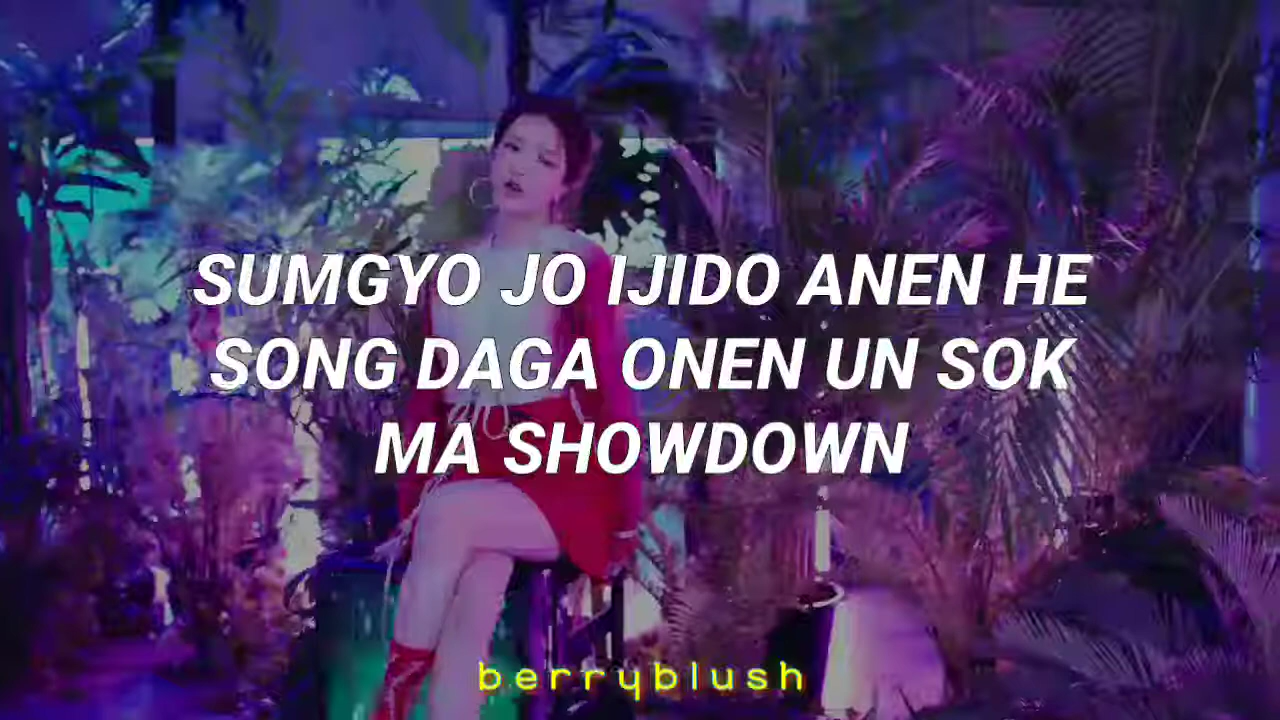 SUMGYO JO IJIDO ANEN HE
SONG DAGA ONEN UN SOK
MA SHOWDOWN
berryblush